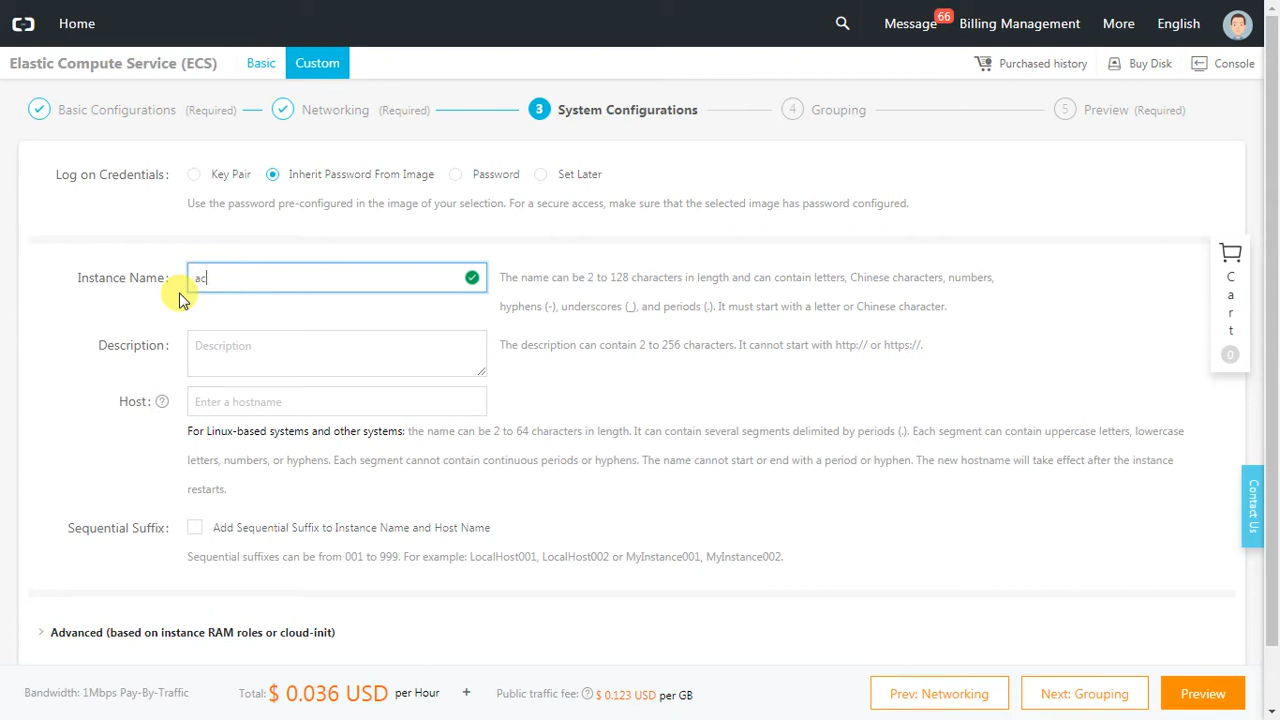 Home Message 66 Billing Management More English
Elastic Compute Service (ECS) Basic Custom Purchased history Buy Disk Console
Basic Configurations (Required) Networking (Required) 3 System Configurations 4 Grouping 5 Preview (Required)
Log on Credentials: Key Pair Inherit Password From Image Password Set Later
Use the password pre-configured in the image of your selection. For a secure access, make sure that the selected image has password configured.
Instance Name: ac The name can be 2 to 128 characters in length and can contain letters, Chinese characters, numbers,
hyphens (-), underscores (_), and periods (.). It must start with a letter or Chinese character.
Description: Description The description can contain 2 to 256 characters. It cannot start with http:// or https://.
Host: ? Enter a hostname
For Linux-based systems and other systems: the name can be 2 to 64 characters in length. It can contain several segments delimited by periods (.). Each segment can contain uppercase letters, lowercase
letters, numbers, or hyphens. Each segment cannot contain continuous periods or hyphens. The name cannot start or end with a period or hyphen. The new hostname will take effect after the instance
restarts.
Sequential Suffix: Add Sequential Suffix to Instance Name and Host Name
Sequential suffixes can be from 001 to 999. For example: LocalHost001, LocalHost002 or MyInstance001, MyInstance002.
Advanced (based on instance RAM roles or cloud-init)
Cart
0
Contact Us
Bandwidth: 1Mbps Pay-By-Traffic Total: $ 0.036 USD per Hour + Public traffic fee: ? $ 0.123 USD per GB Prev: Networking Next: Grouping Preview